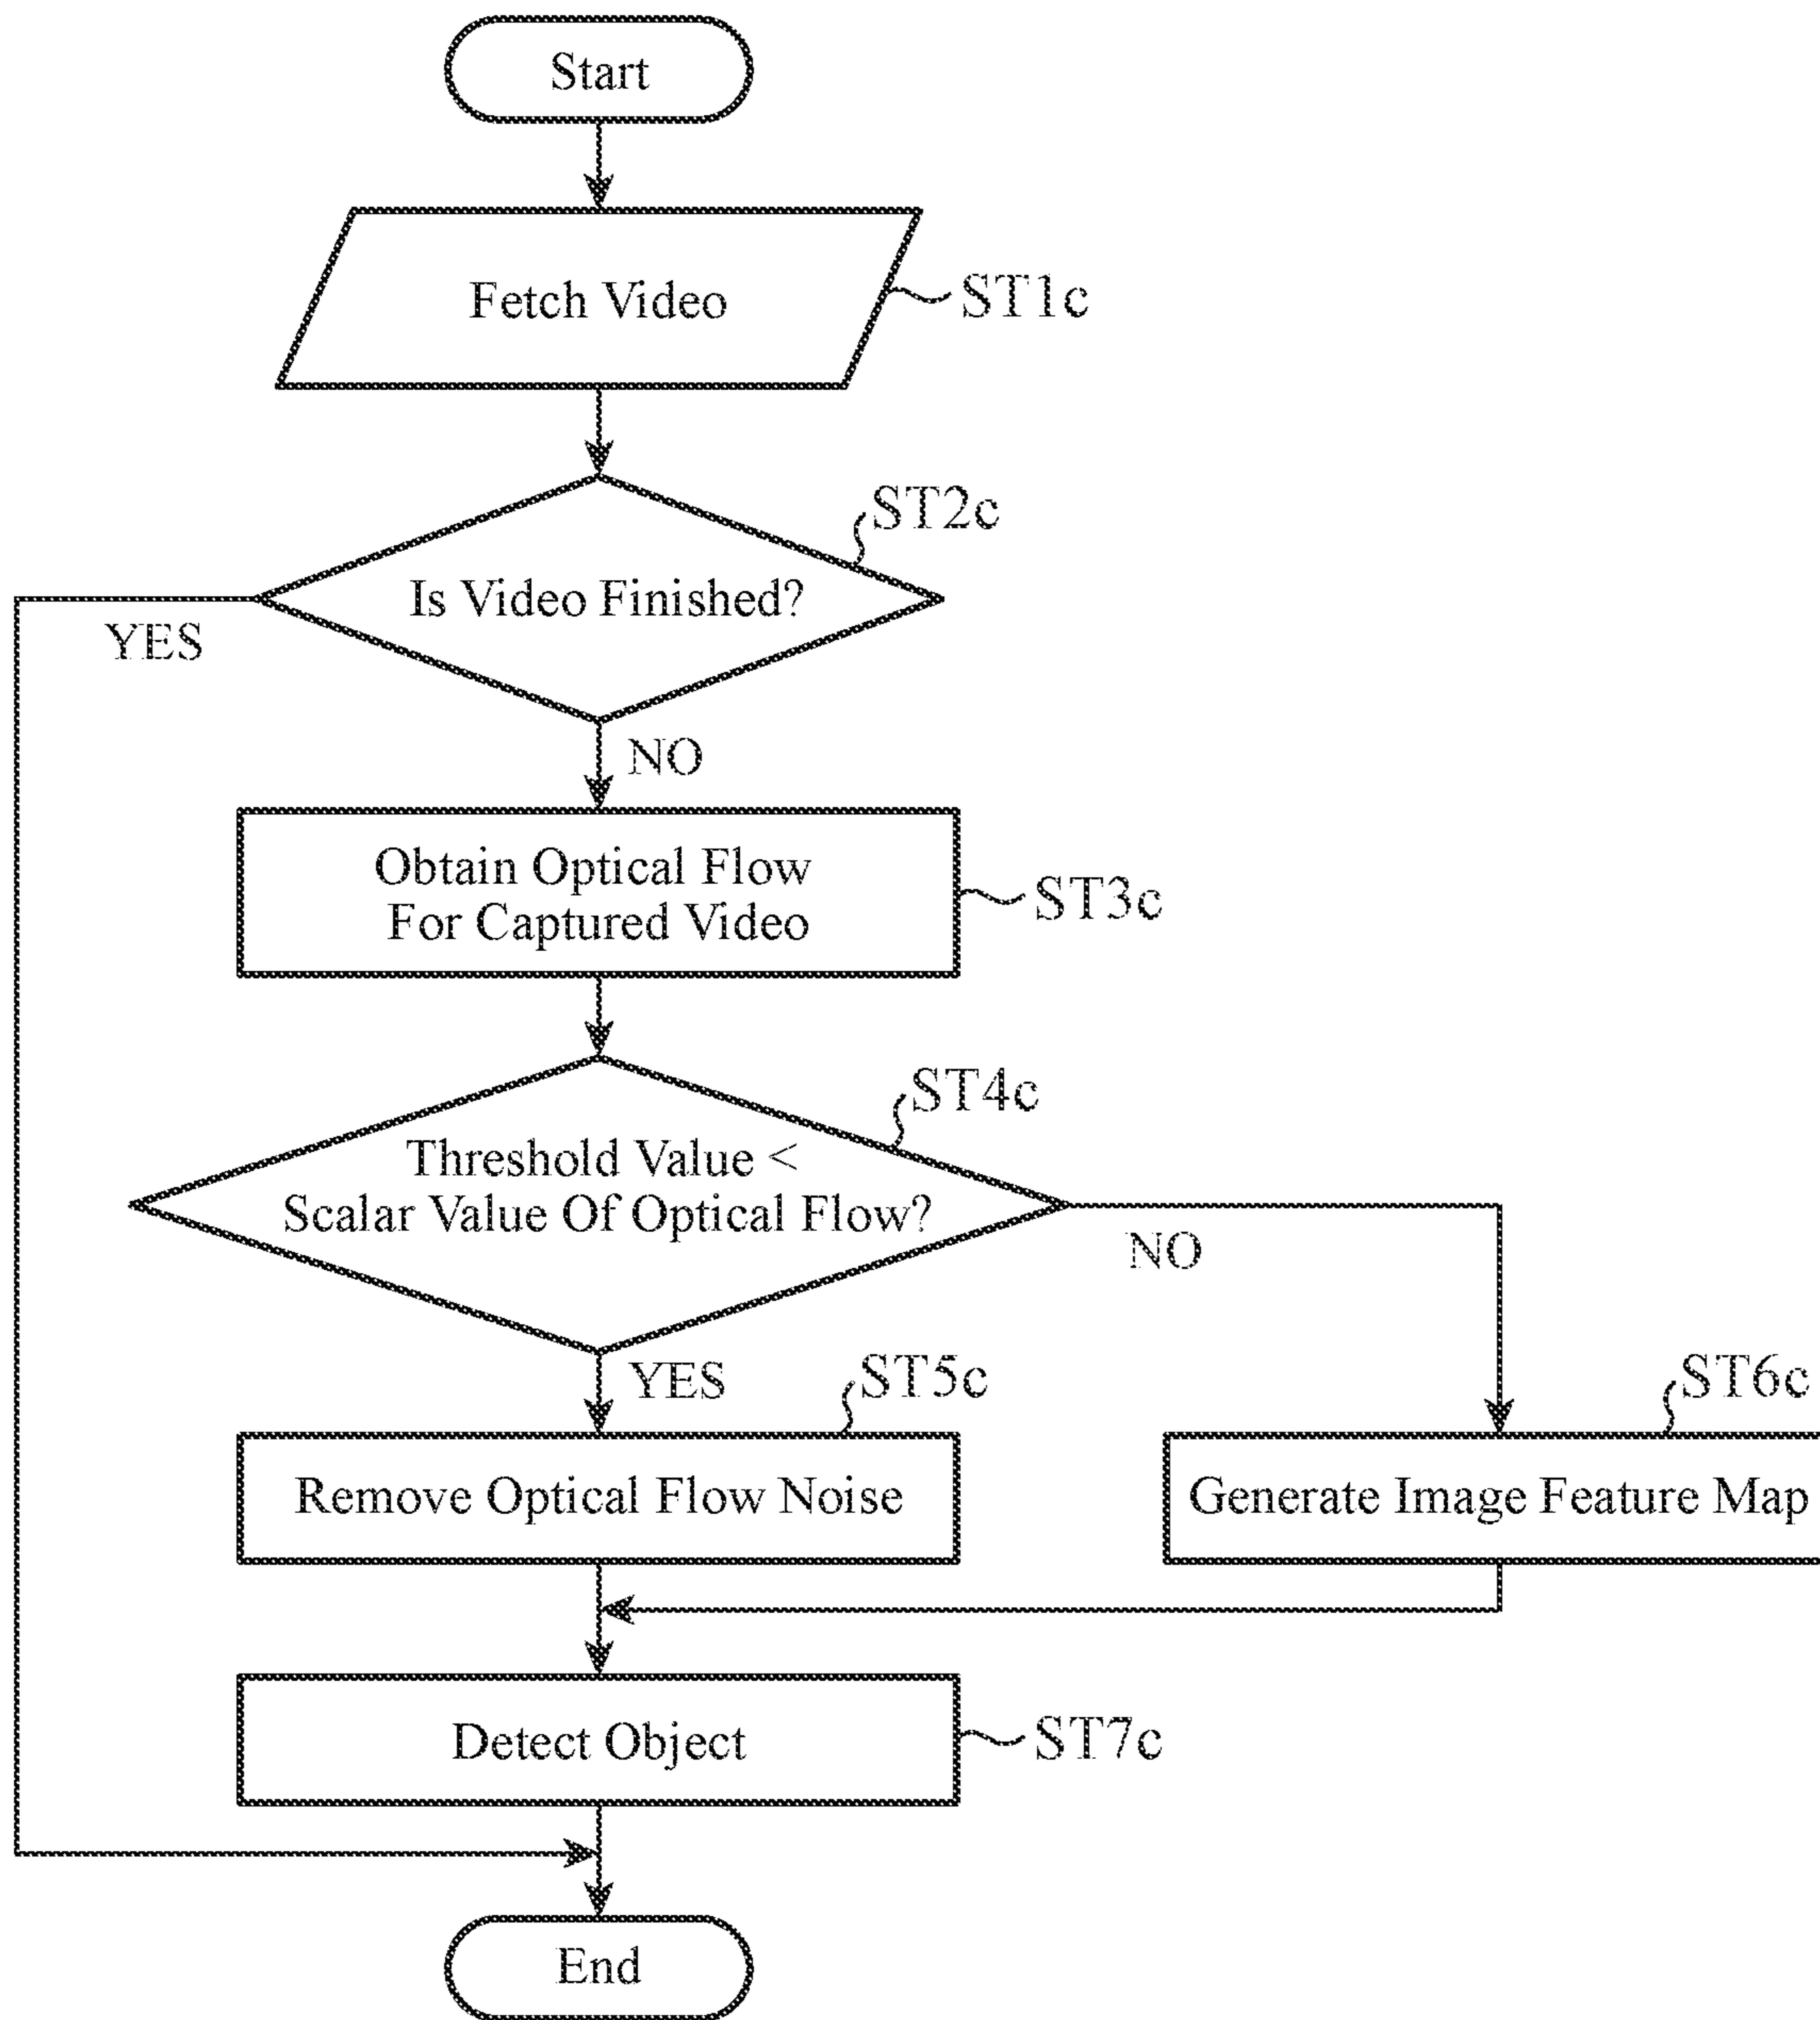 Start
Fetch Video
ST1c
ST2c
Is Video Finished?
YES
NO
Obtain Optical Flow
For Captured Video
ST3c
ST4c
Threshold Value <
Scalar Value Of Optical Flow?
NO
YES
ST5c
ST6c
Remove Optical Flow Noise
Generate Image Feature Map
Detect Object
ST7c
End